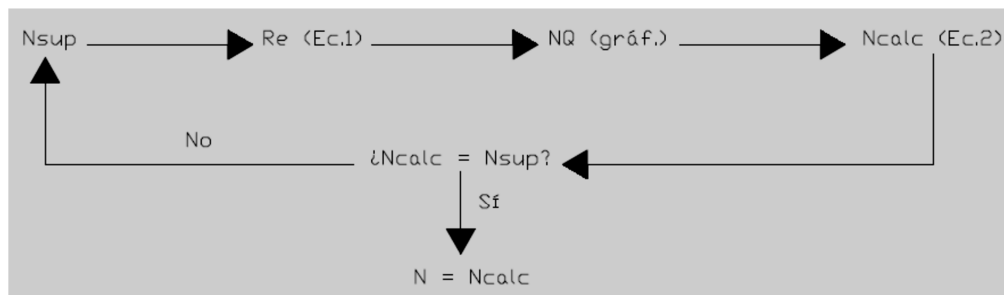 Nsup Re (Ec.1) NQ (gráf.) Ncalc (Ec.2)
No
¿Ncalc = Nsup?
Sí
N = Ncalc